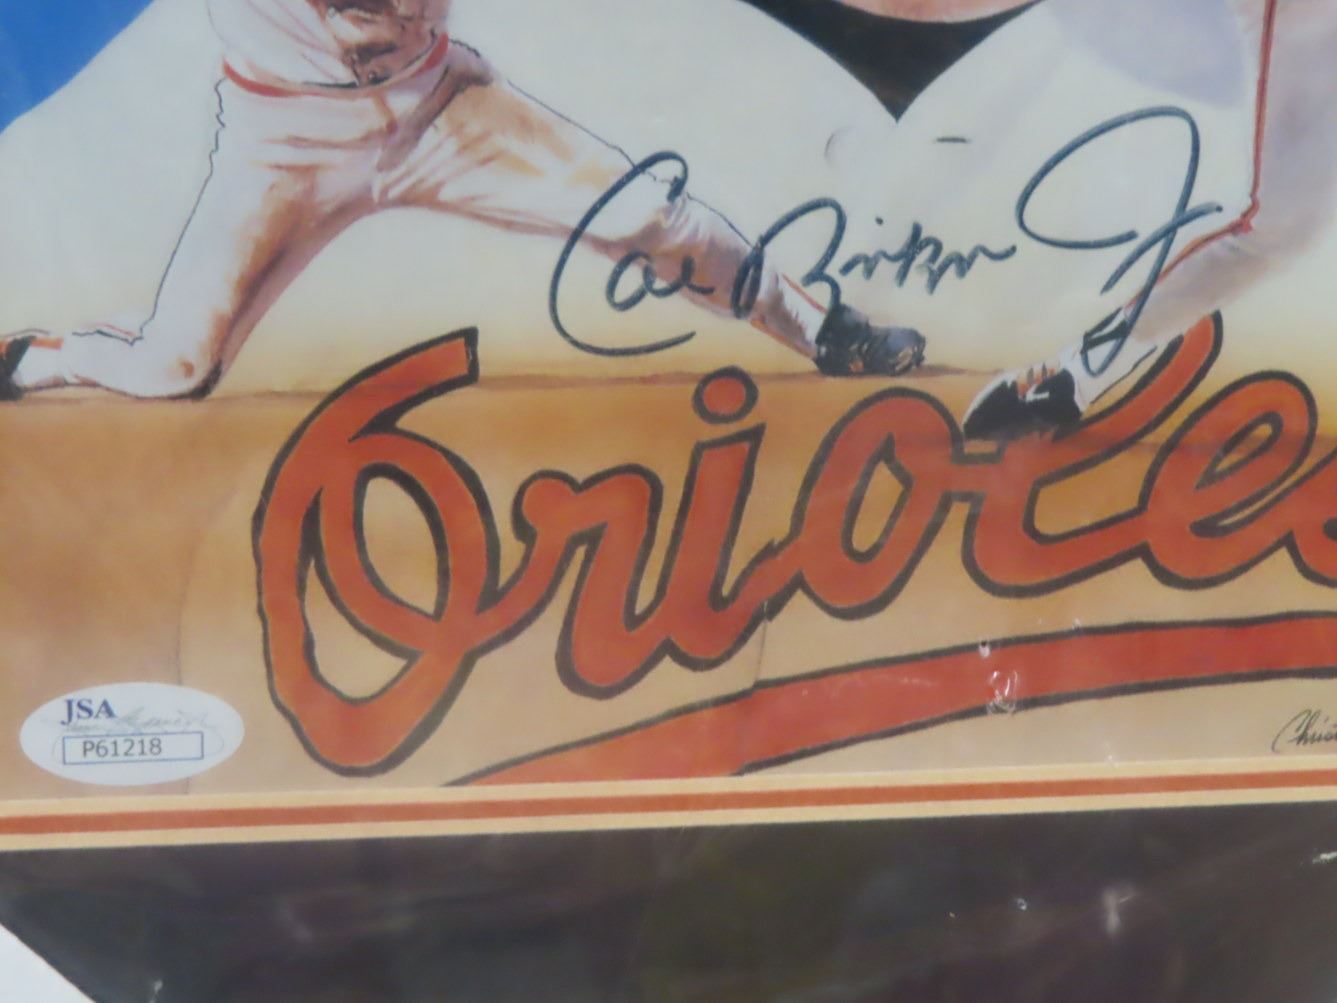 Cal Ripken Jr
Orioles
JSA
P61218